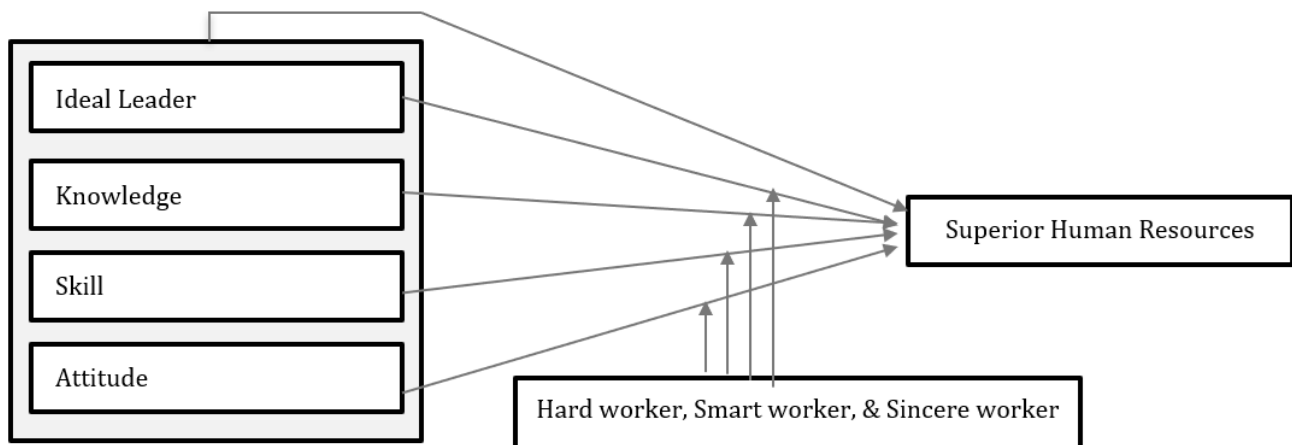 Ideal Leader
Knowledge
Skill
Attitude
Superior Human Resources
Hard worker, Smart worker, & Sincere worker